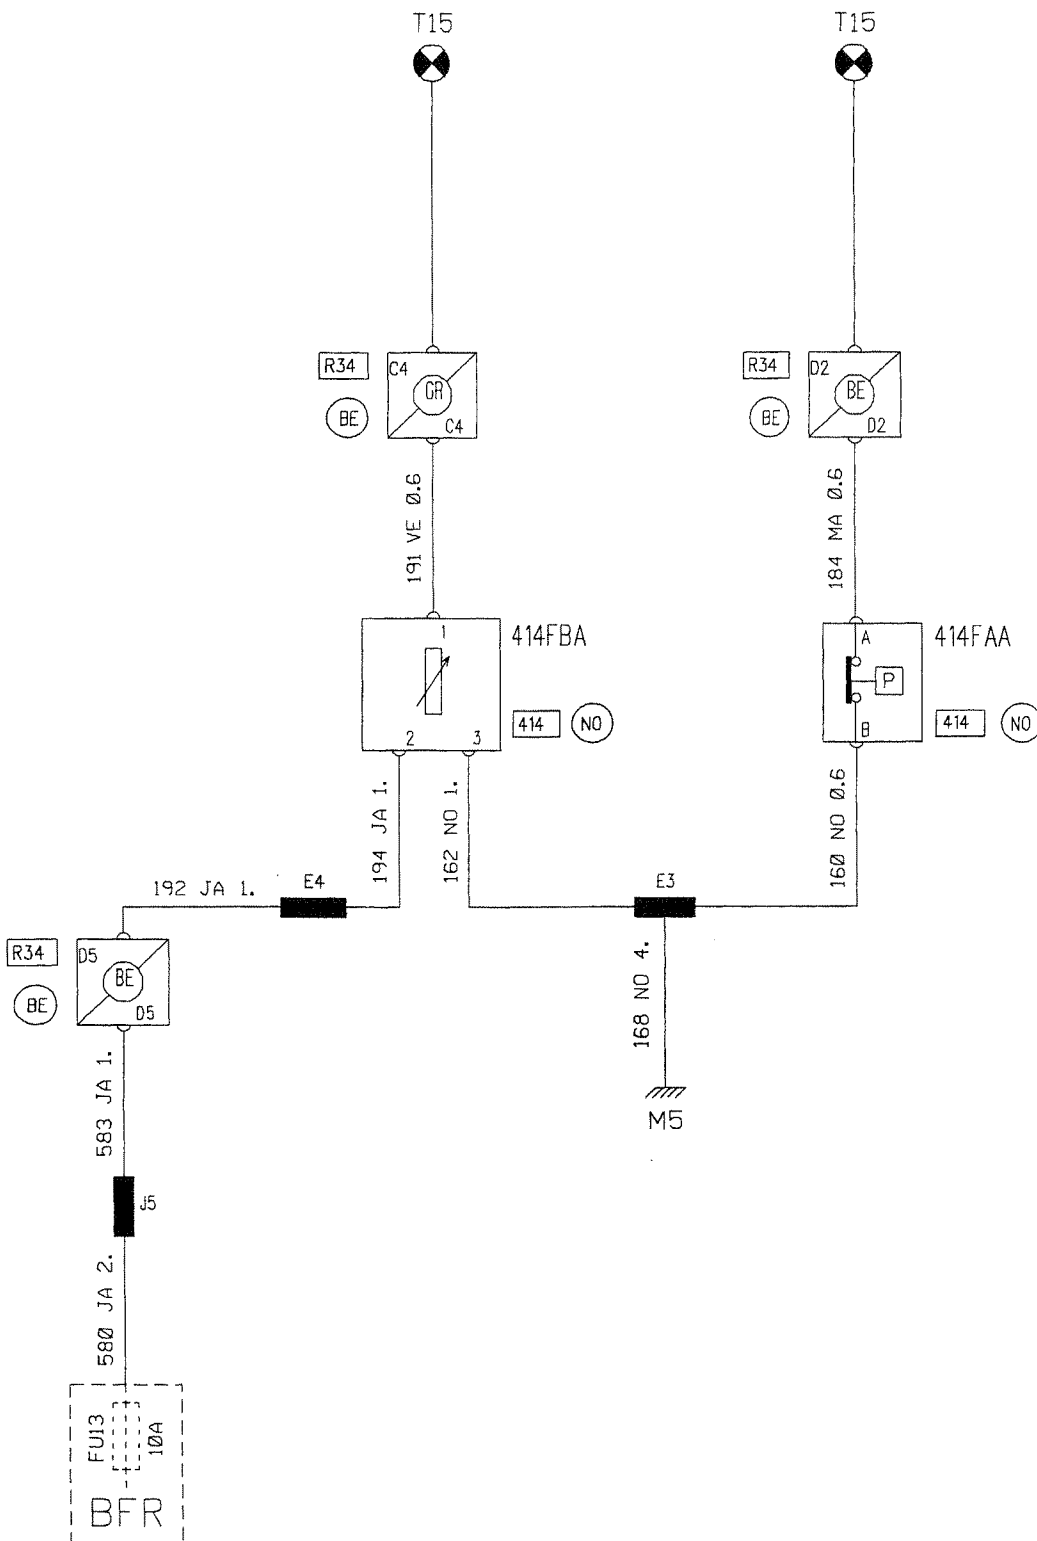 T15
T15
R34
C4
GR
C4
BE
R34
D2
BE
D2
BE
191 VE 0.6
184 MA 0.6
1
414FBA
2
3
414
NO
A
P
B
414FAA
414
NO
194 JA 1.
162 NO 1.
160 NO 0.6
192 JA 1.
E4
E3
R34
D5
BE
D5
BE
168 NO 4.
M5
583 JA 1.
J5
580 JA 2.
FU13
10A
BFR